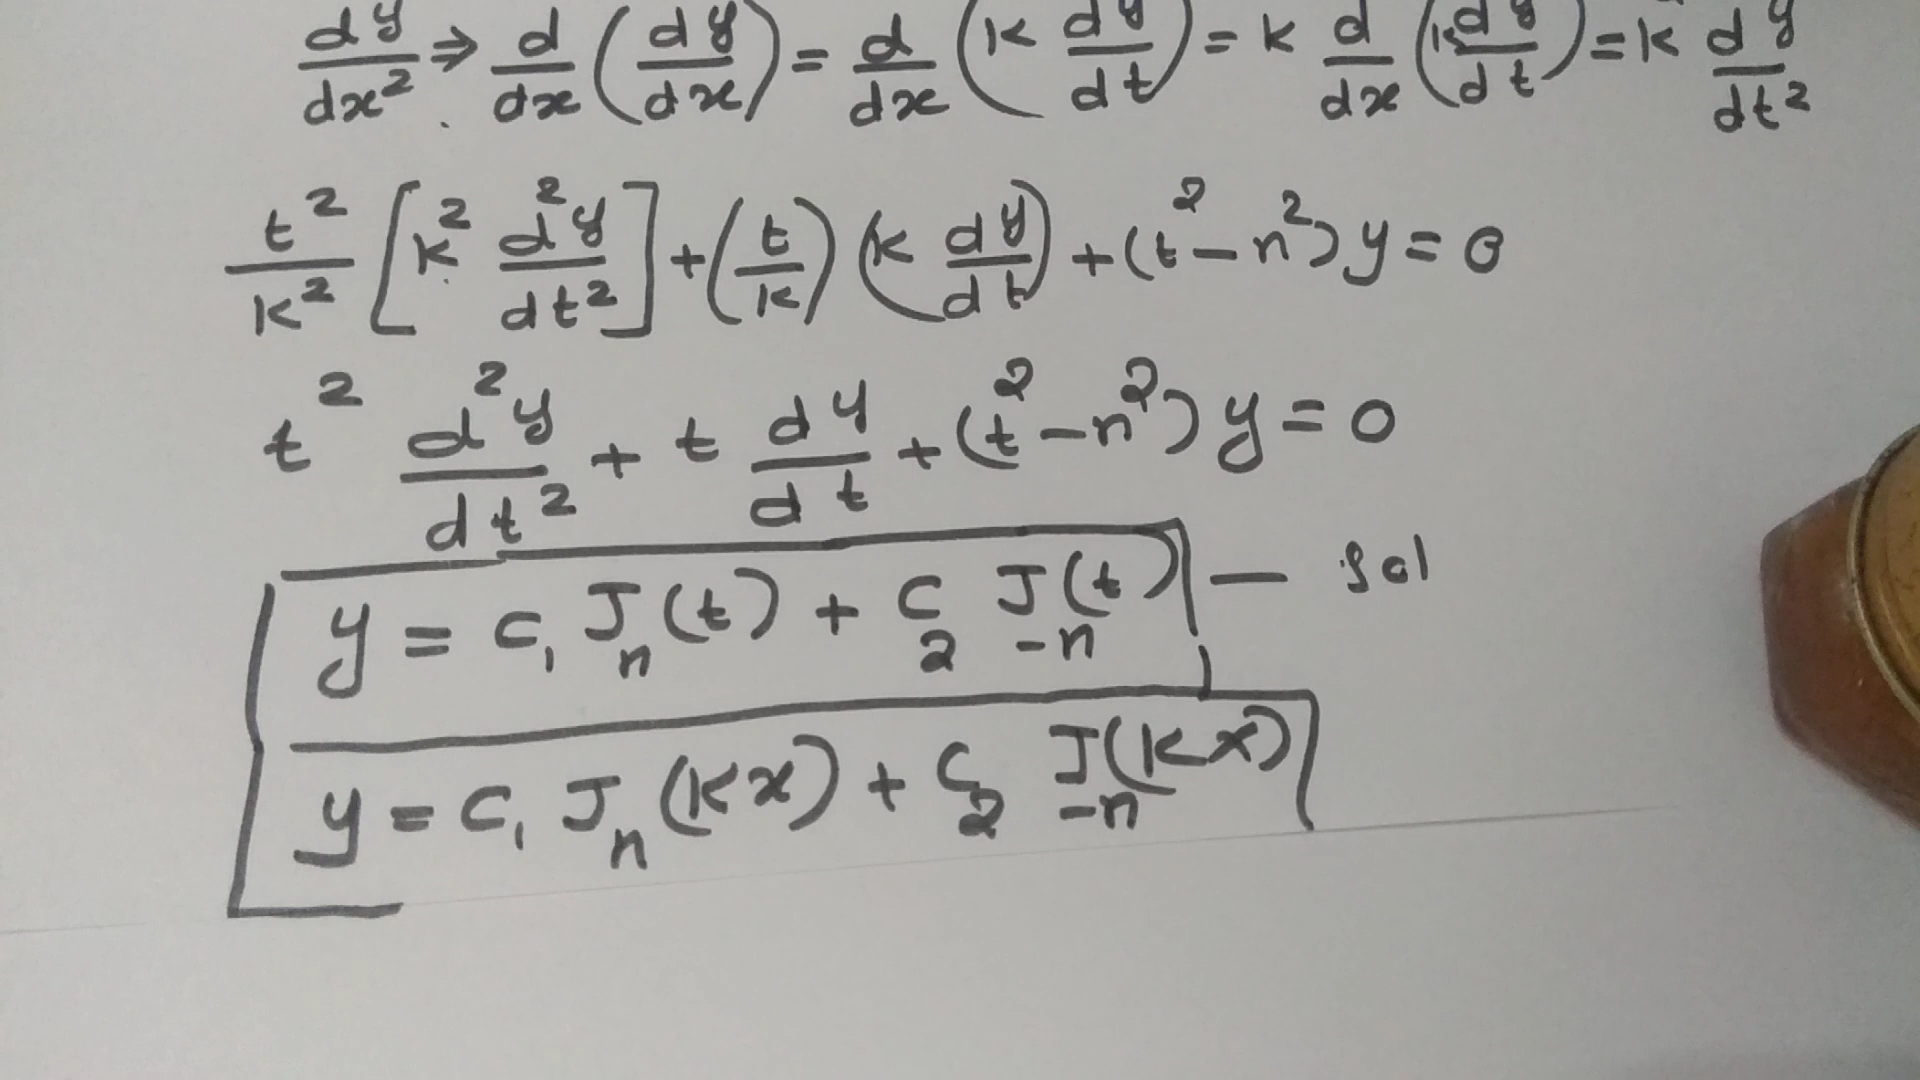 dy/dx² ⇒ d/dx (dy/dx) = d/dx (k dy/dt) = k d/dx (k dy/dt) = k dy/dt²
t²/k² [k² d²y/dt²] + (t/k) (k dy/dt) + (t² - n²) y = 0
t² d²y/dt² + t dy/dt + (t² - n²) y = 0
y = C₁ Jₙ(t) + C₂ J₋ₙ(t) — Sol
y = C₁ Jₙ(kx) + C₂ J₋ₙ(kx)